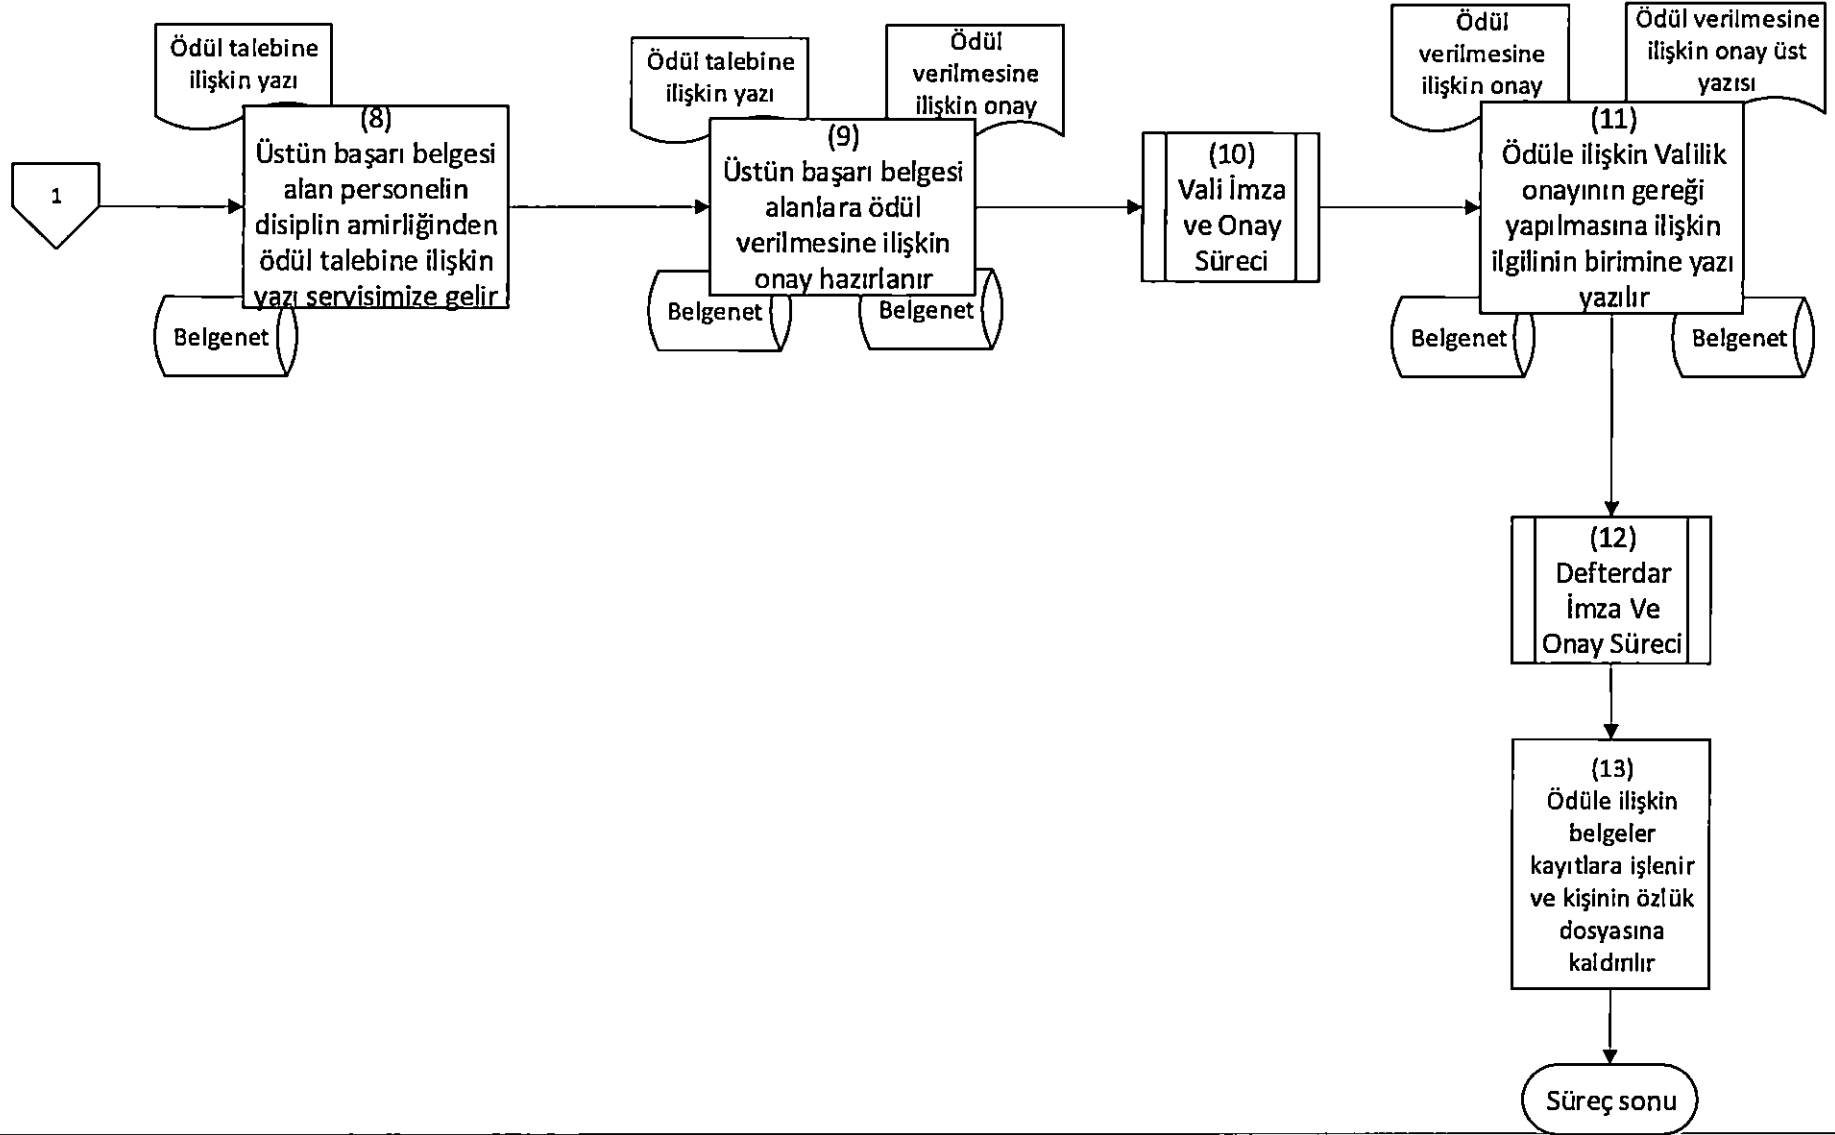 1
Ödül talebine
ilişkin yazı
(8)
Üstün başarı belgesi
alan personelin
disiplin amirliğinden
ödül talebine ilişkin
yazı servisimize gelir
Belgenet
Ödül talebine
ilişkin yazı
Ödül
verilmesine
ilişkin onay
(9)
Üstün başarı belgesi
alanlara ödül
verilmesine ilişkin
onay hazırlanır
Belgenet
Belgenet
(10)
Vali İmza
ve Onay
Süreci
Ödül
verilmesine
ilişkin onay
Ödül verilmesine
ilişkin onay üst
yazısı
(11)
Ödüle ilişkin Valilik
onayının gereği
yapılmasına ilişkin
ilgilinin birimine yazı
yazılır
Belgenet
Belgenet
(12)
Defterdar
İmza Ve
Onay Süreci
(13)
Ödüle ilişkin
belgeler
kayıtlara işlenir
ve kişinin özlük
dosyasına
kaldırılır
Süreç sonu